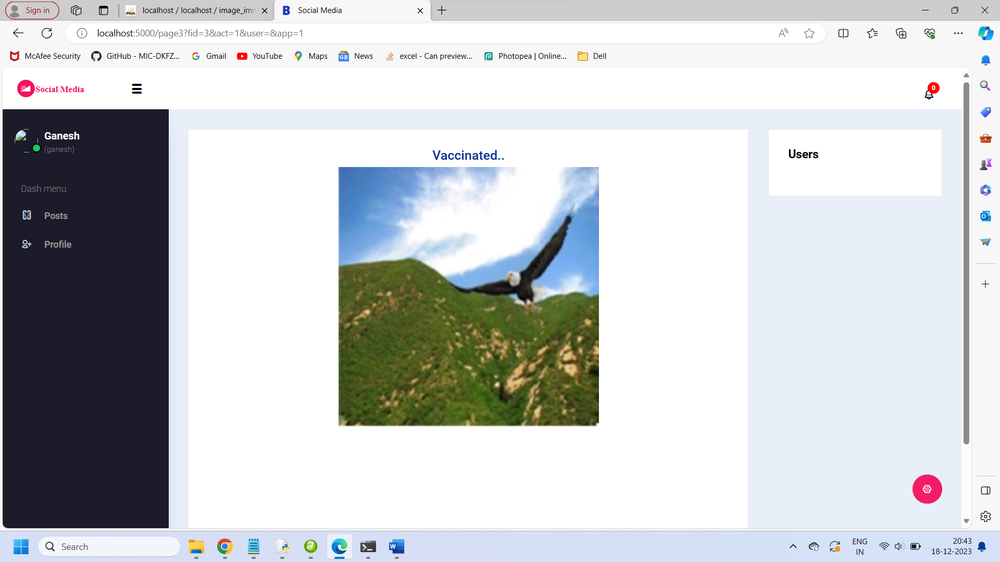 Sign in
localhost / localhost / image_imm
Social Media
localhost:5000/page3?fid=3&act=1&user=&app=1
McAfee Security
GitHub - MIC-DKFZ...
Gmail
YouTube
Maps
News
excel - Can preview...
Photopea | Online...
Dell
Social Media
0
Ganesh
(ganesh)
Dash menu
Posts
Profile
Vaccinated..
Users
Search
ENG
IN
20:43
18-12-2023